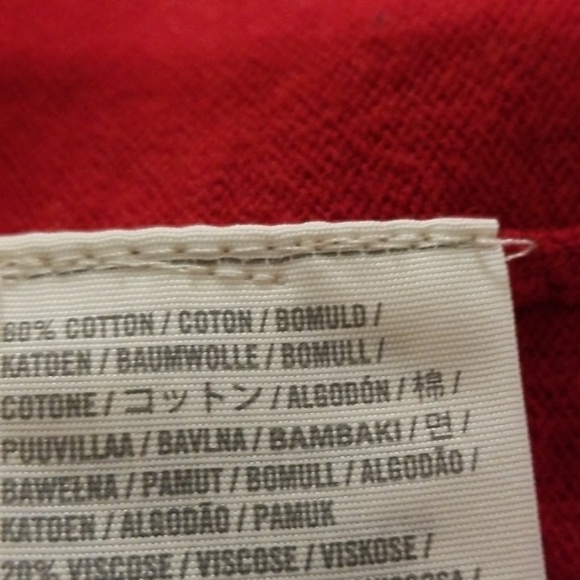 60% COTTON / COTON / BOMULD /
KATOEN / BAUMWOLLE / BOMULL /
COTONE / コットン / ALGODÓN / 棉 /
PUUVILLAA / BAVLNA / BAMBAKI / 면 /
BAWEŁNA / PAMUT / BOMULL / ALGODÃO /
KATOEN / ALGODÃO / PAMUK
20% VISCOSE / VISCOSE / VISKOSE /